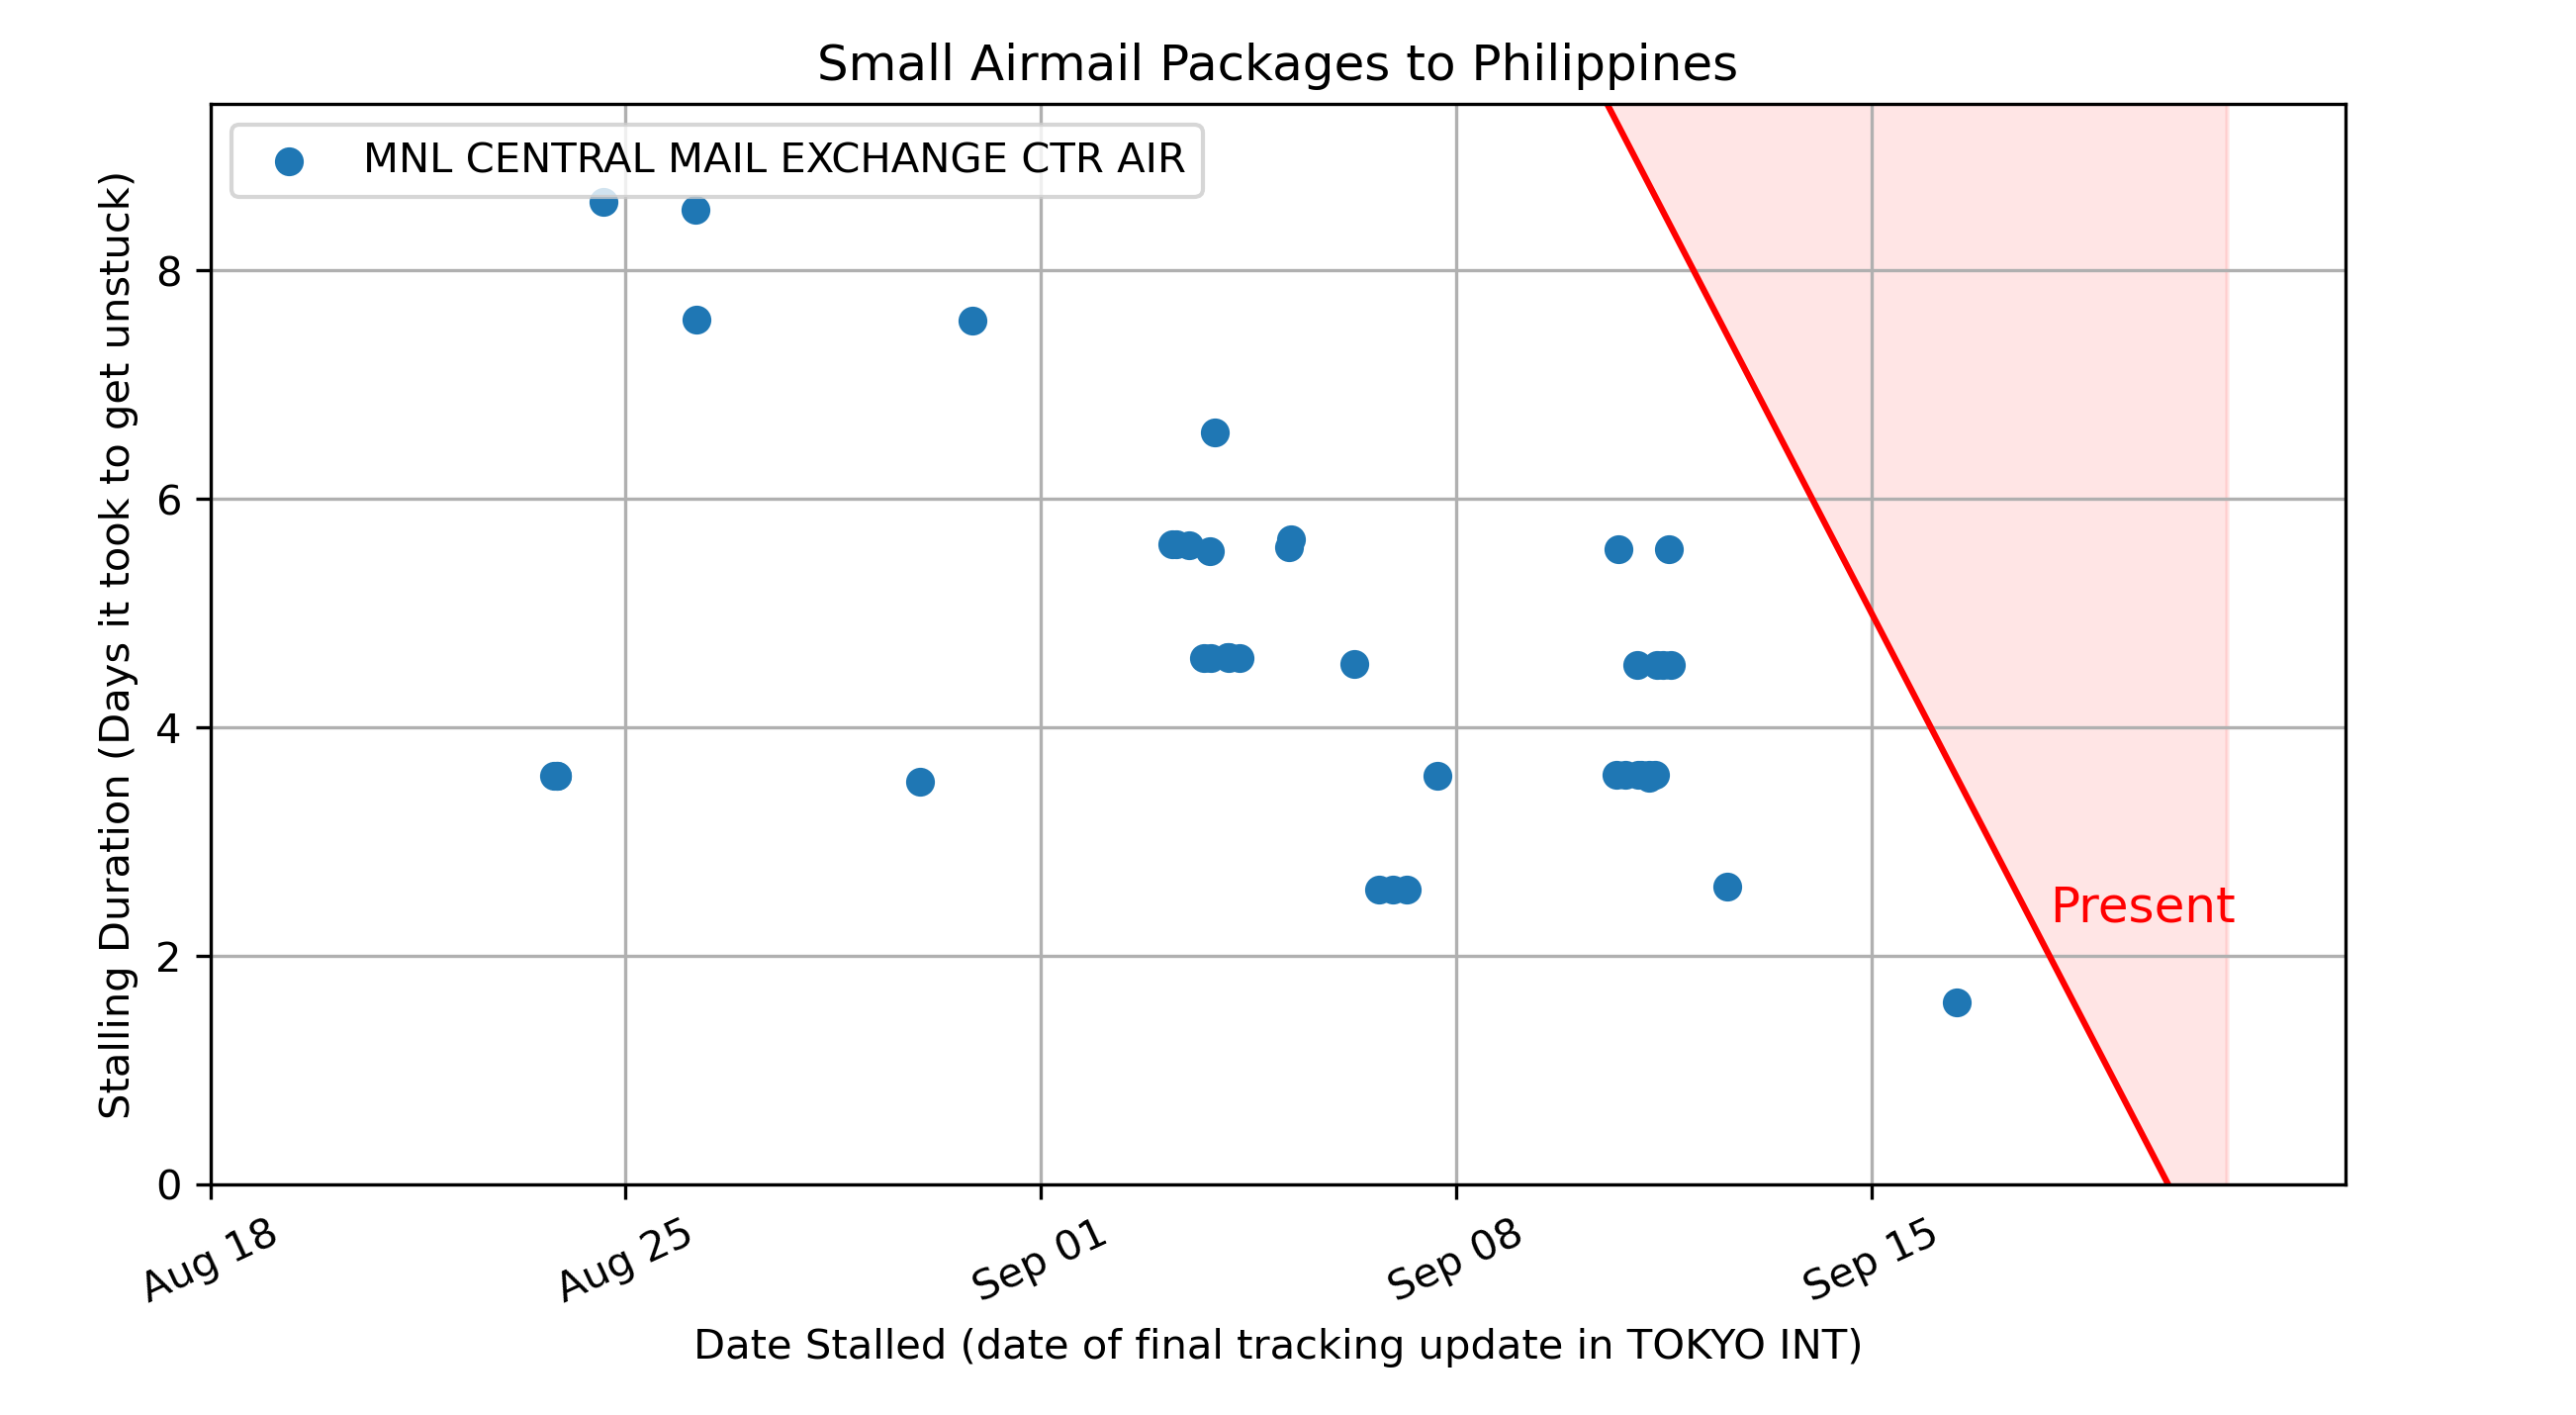 Small Airmail Packages to Philippines
MNL CENTRAL MAIL EXCHANGE CTR AIR
Stalling Duration (Days it took to get unstuck)
8
6
4
2
0
Present
Aug 18
Aug 25
Sep 01
Sep 08
Sep 15
Date Stalled (date of final tracking update in TOKYO INT)